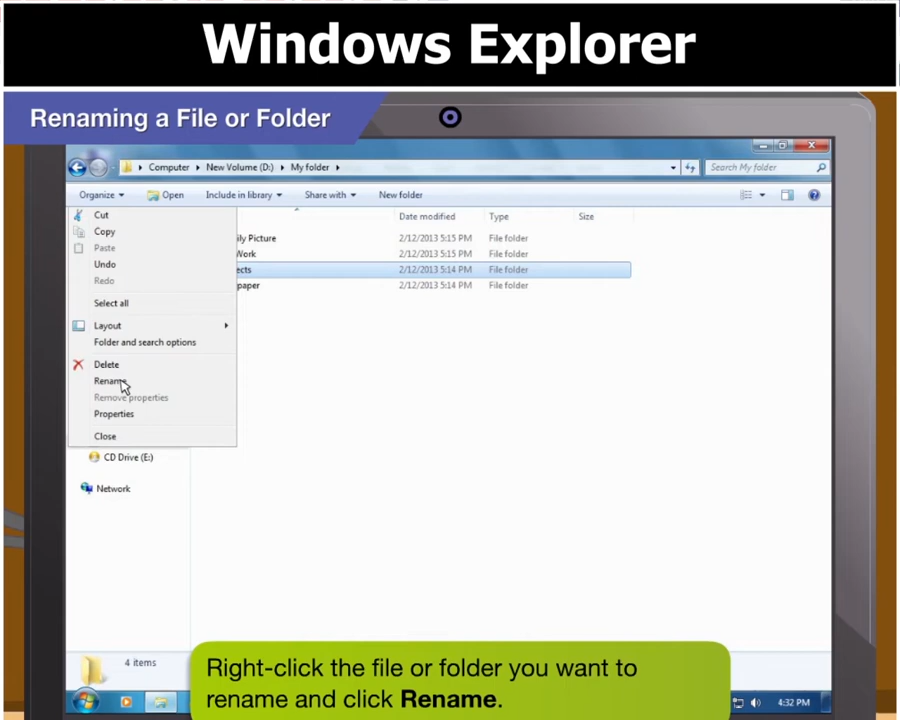 Windows Explorer
Renaming a File or Folder
Computer New Volume (D:) My folder Search My folder
Organize Open Include in library Share with New folder
Date modified Type Size
Cut
Copy
Paste
Undo
Redo
Select all
Layout
Folder and search options
Delete
Rename
Remove properties
Properties
Close
ily Picture 2/12/2013 5:15 PM File folder
Work 2/12/2013 5:15 PM File folder
ects 2/12/2013 5:14 PM File folder
paper 2/12/2013 5:14 PM File folder
CD Drive (E:)
Network
4 items
Right-click the file or folder you want to
rename and click Rename.
4:32 PM